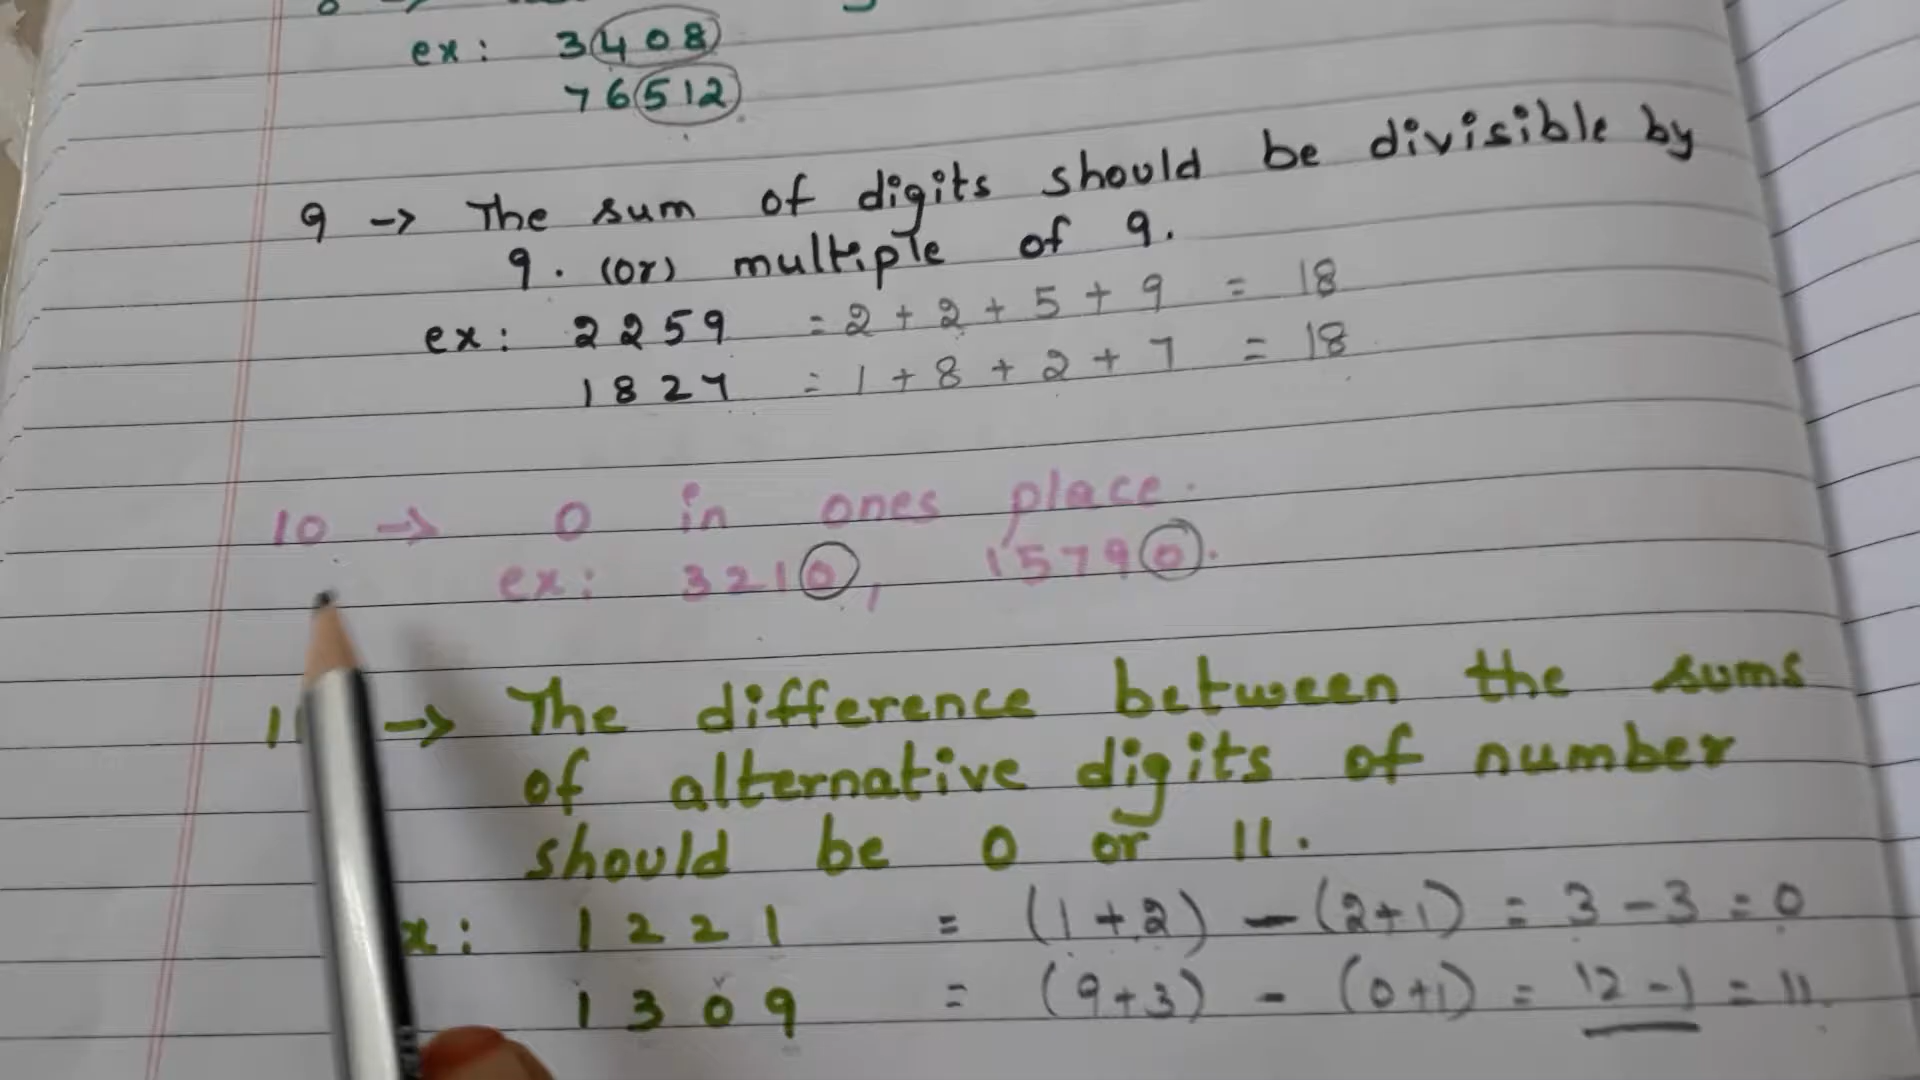 ex: 3408
76512
9 → The sum of digits should be divisible by
9. (or) multiple of 9.
ex: 2259 = 2+2+5+9 = 18
1827 = 1+8+2+7 = 18
10 → 0 in ones place.
ex: 3210, 15790.
→ The difference between the sums
of alternative digits of number
should be 0 or 11.
1221 = (1+2) - (2+1) = 3-3=0
1309 = (9+3) - (0+1) = 12-1 = 11